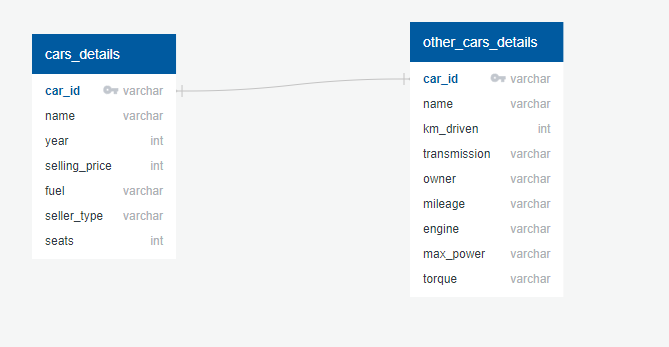 cars_details
car_id varchar
name varchar
year int
selling_price int
fuel varchar
seller_type varchar
seats int
other_cars_details
car_id varchar
name varchar
km_driven int
transmission varchar
owner varchar
mileage varchar
engine varchar
max_power varchar
torque varchar